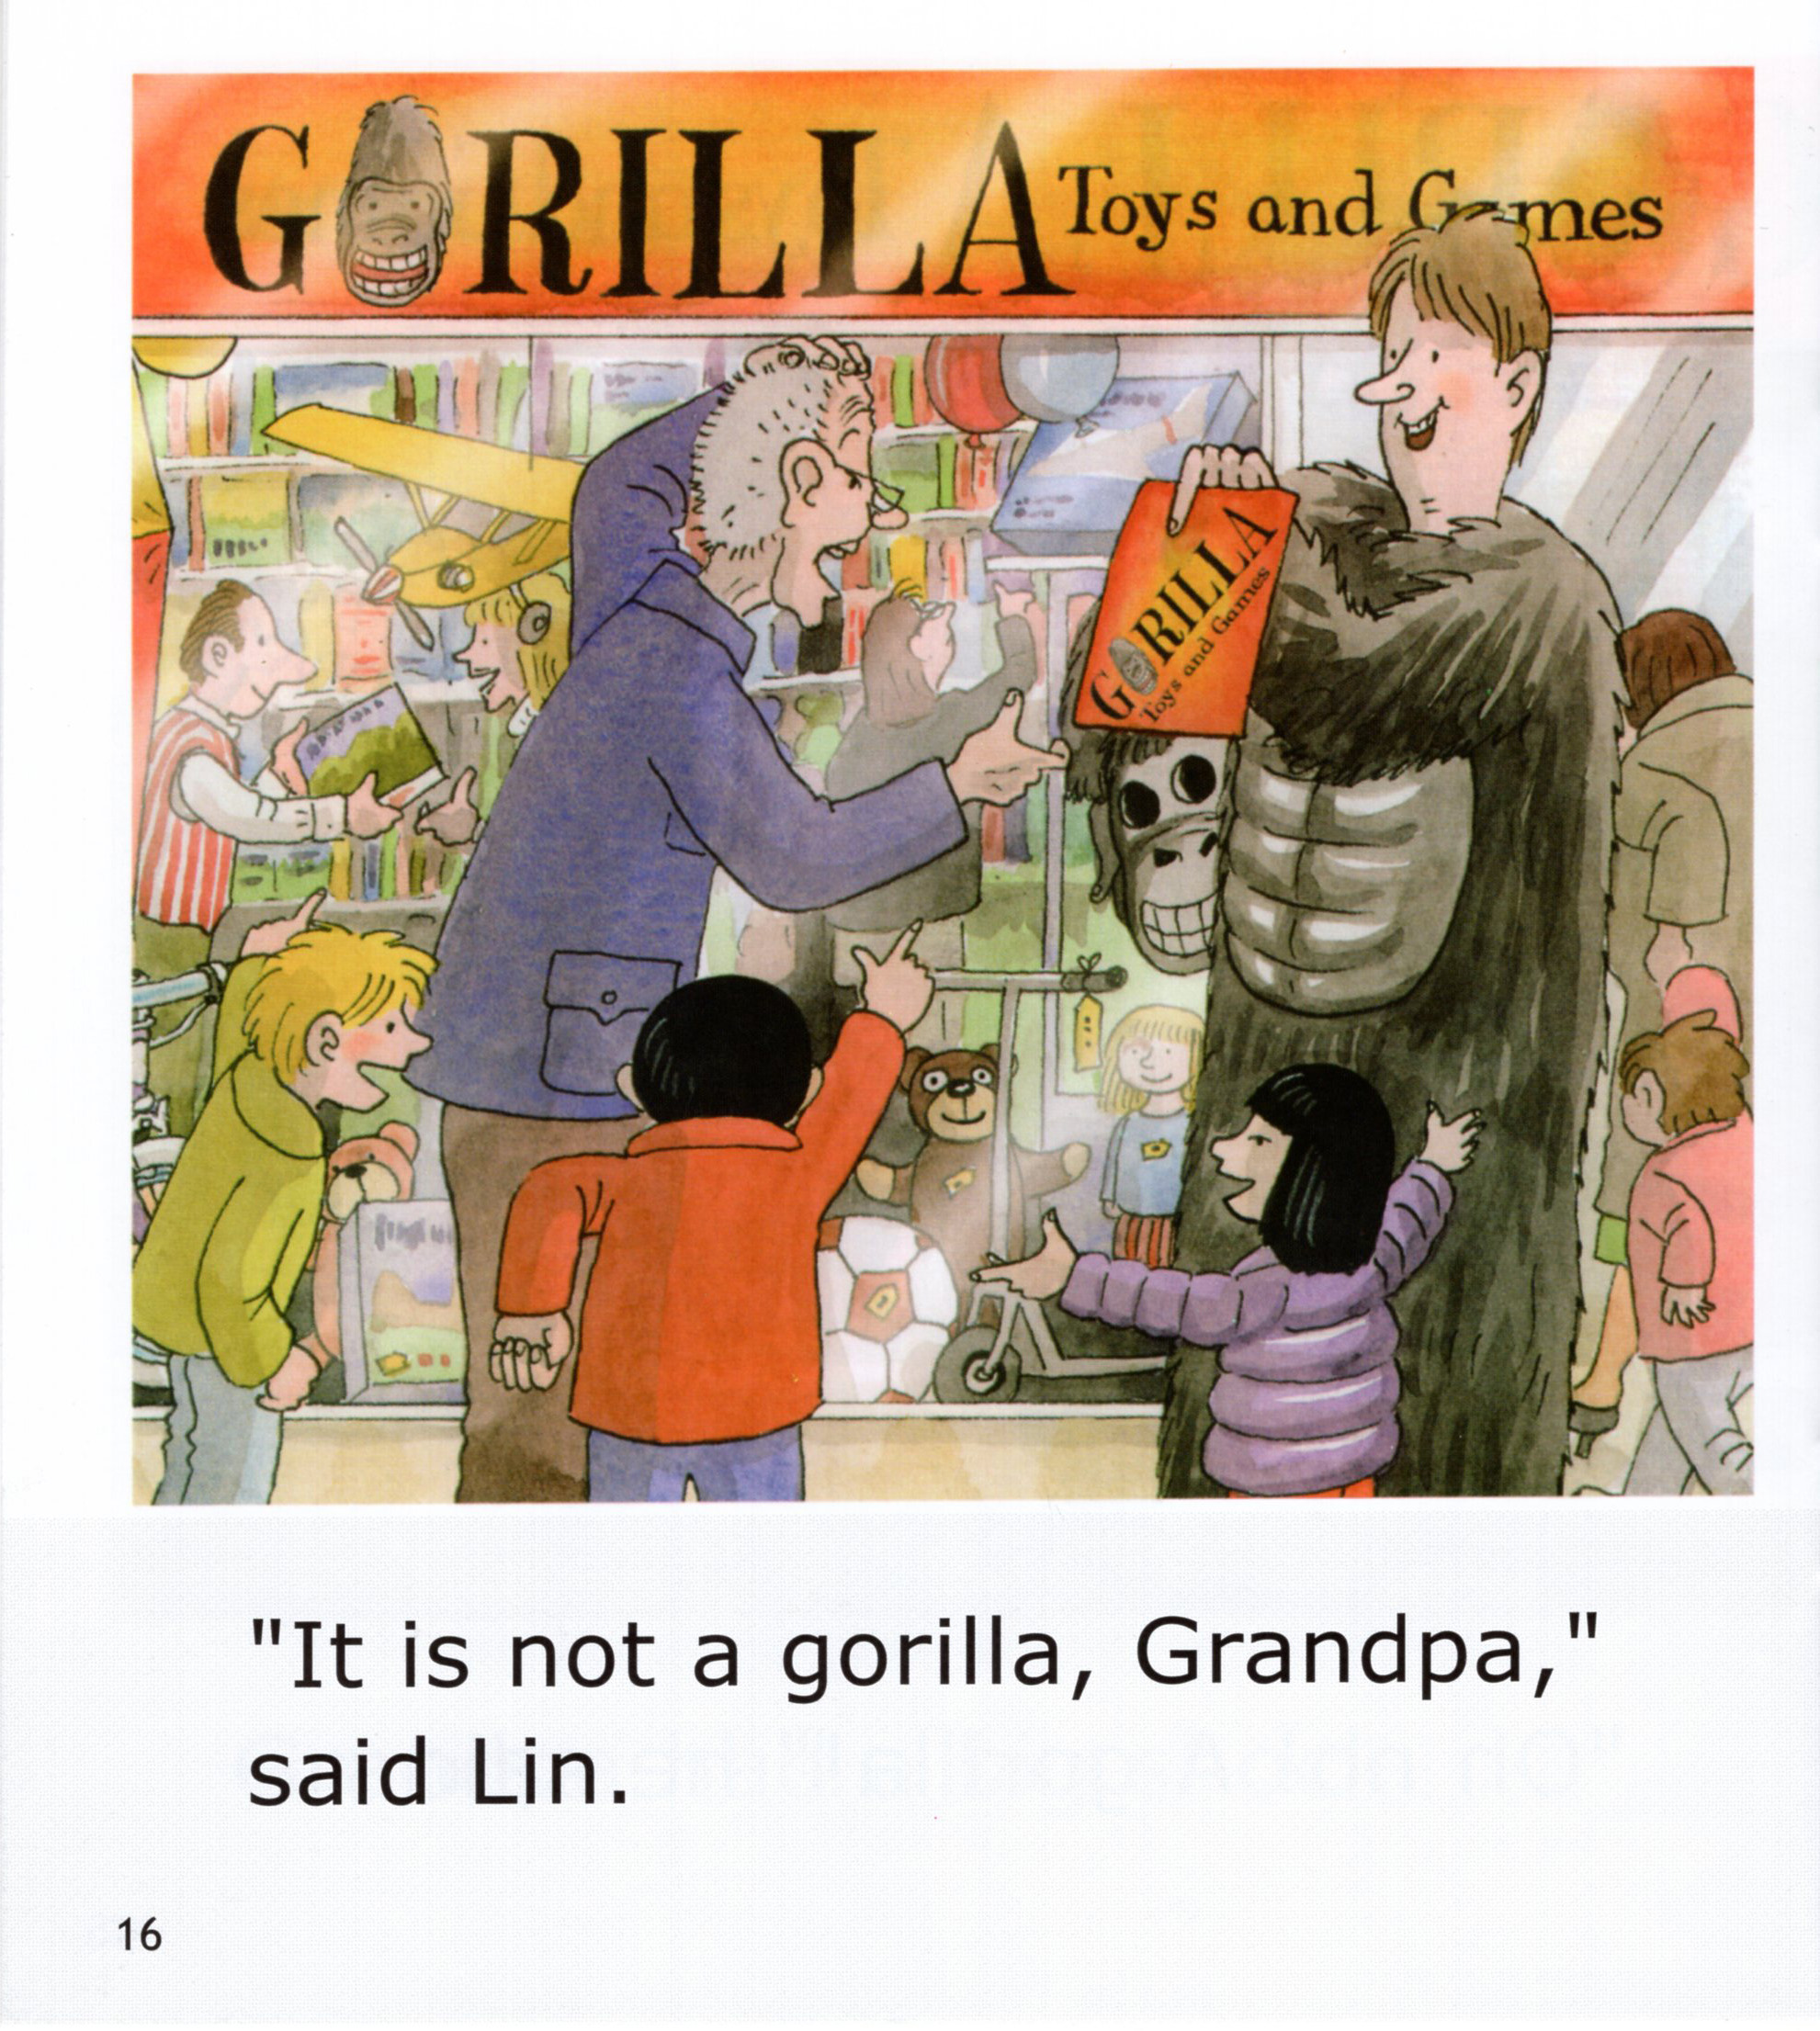 GORILLA Toys and Games
GORILLA
Toys and Games
"It is not a gorilla, Grandpa,"
said Lin.
16